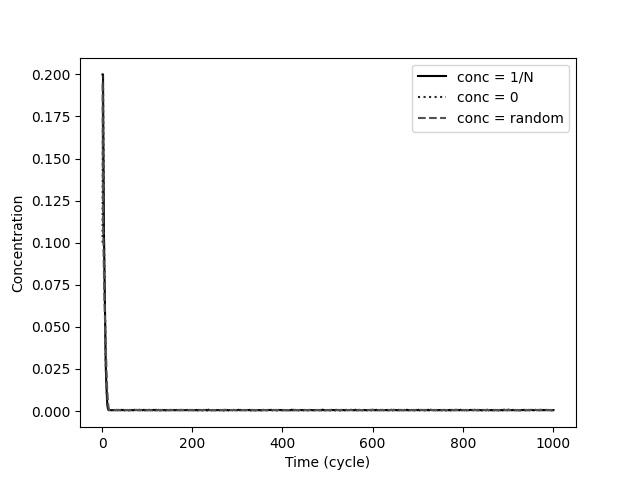 conc = 1/N
conc = 0
conc = random
0.200
0.175
0.150
0.125
0.100
0.075
0.050
0.025
0.000
Concentration
0 200 400 600 800 1000
Time (cycle)